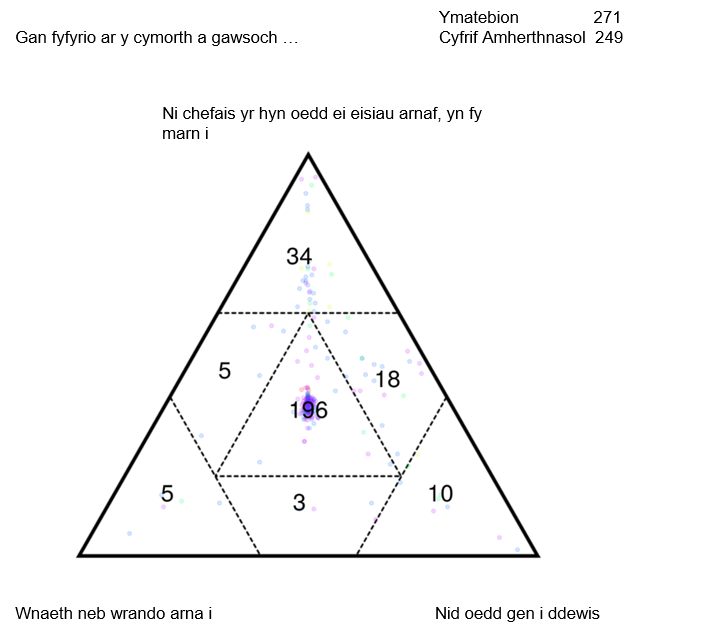 Ymatebion 271
Gan fyfyrio ar y cymorth a gawsoch …
Cyfrif Amherthnasol 249
Ni chefais yr hyn oedd ei eisiau arnaf, yn fy
marn i
34
5
18
196
5
3
10
Wnaeth neb wrando arna i
Nid oedd gen i ddewis